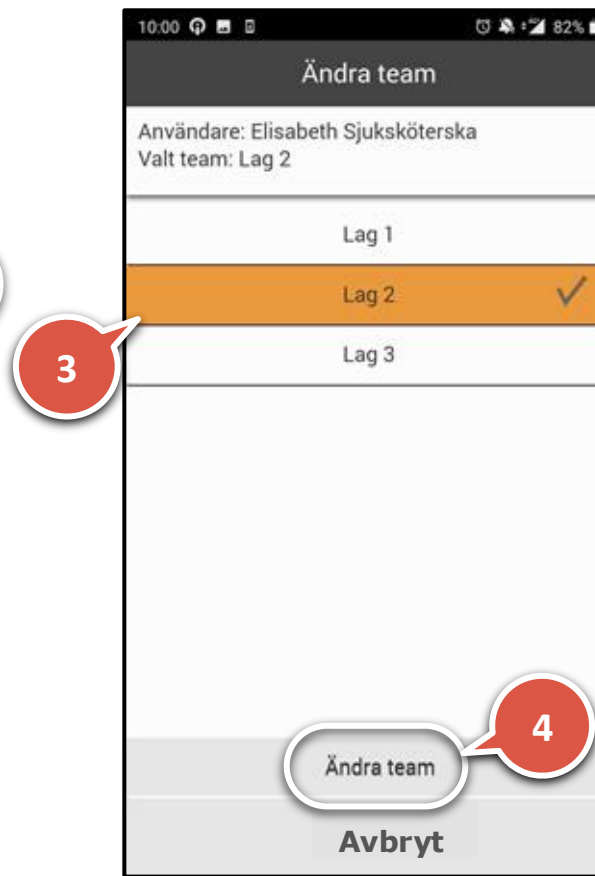 10:00 82%
Ändra team
Användare: Elisabeth Sjuksköterska
Valt team: Lag 2
Lag 1
Lag 2
3
Lag 3
4
Ändra team
Avbryt